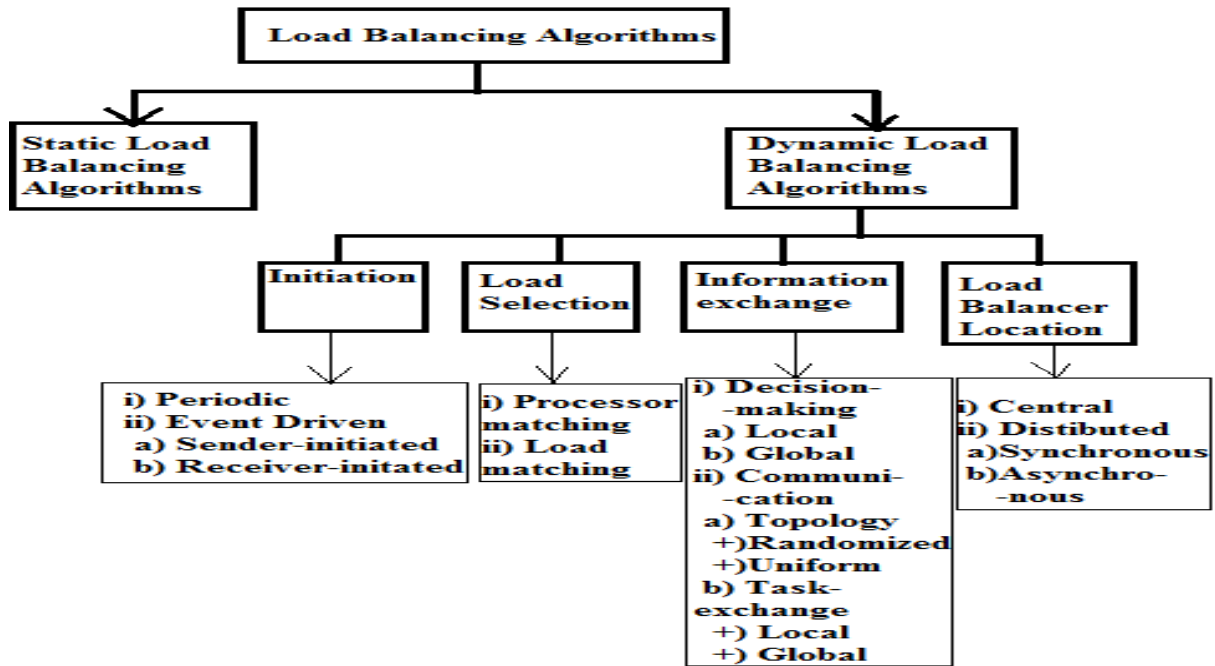 Load Balancing Algorithms
Static Load
Balancing
Algorithms
Dynamic Load
Balancing
Algorithms
Initiation
Load
Selection
Information
exchange
Load
Balancer
Location
i) Periodic
ii) Event Driven
a) Sender-initiated
b) Receiver-initated
i) Processor
matching
ii) Load
matching
i) Decision-
-making
a) Local
b) Global
ii) Communi-
-cation
a) Topology
+)Randomized
+)Uniform
b) Task-
exchange
+) Local
+) Global
i) Central
ii) Distibuted
a)Synchronous
b)Asynchro-
-nous